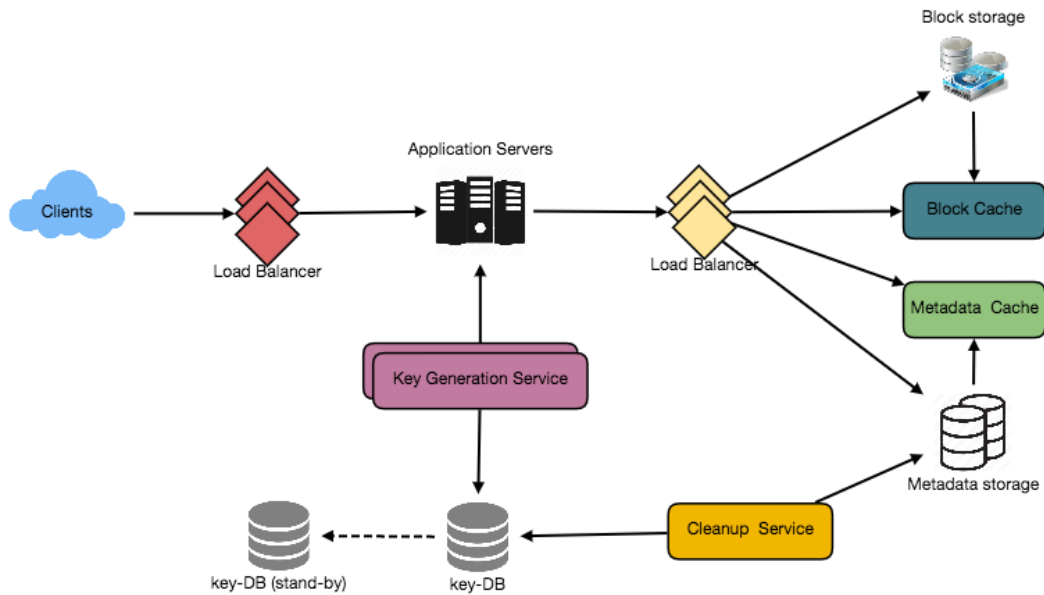 Block storage
Application Servers
Clients
Block Cache
Load Balancer
Load Balancer
Metadata Cache
Key Generation Service
Metadata storage
Cleanup Service
key-DB (stand-by)
key-DB